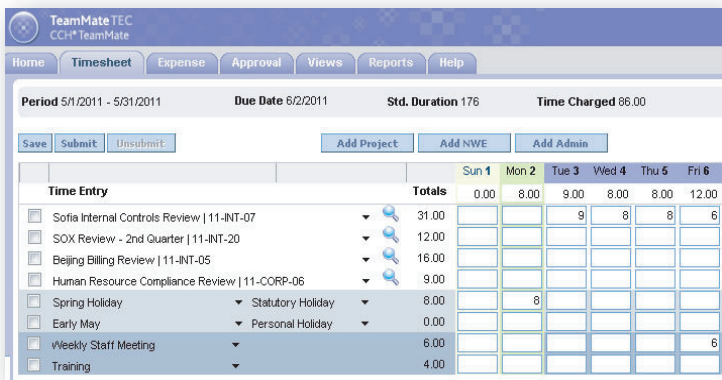 TeamMate TEC
CCH® TeamMate
Home Timesheet Expense Approval Views Reports Help
Period 5/1/2011 - 5/31/2011 Due Date 6/2/2011 Std. Duration 176 Time Charged 86.00
Save Submit Unsubmit Add Project Add NWE Add Admin
Sun 1 Mon 2 Tue 3 Wed 4 Thu 5 Fri 6
Time Entry Totals 0.00 8.00 9.00 8.00 8.00 12.00
Sofia Internal Controls Review | 11-INT-07 31.00 9 8 8 6
SOX Review - 2nd Quarter | 11-INT-20 12.00
Beijing Billing Review | 11-INT-05 16.00
Human Resource Compliance Review | 11-CORP-06 9.00
Spring Holiday Statutory Holiday 8.00 8
Early May Personal Holiday 0.00
Weekly Staff Meeting 6.00 6
Training 4.00